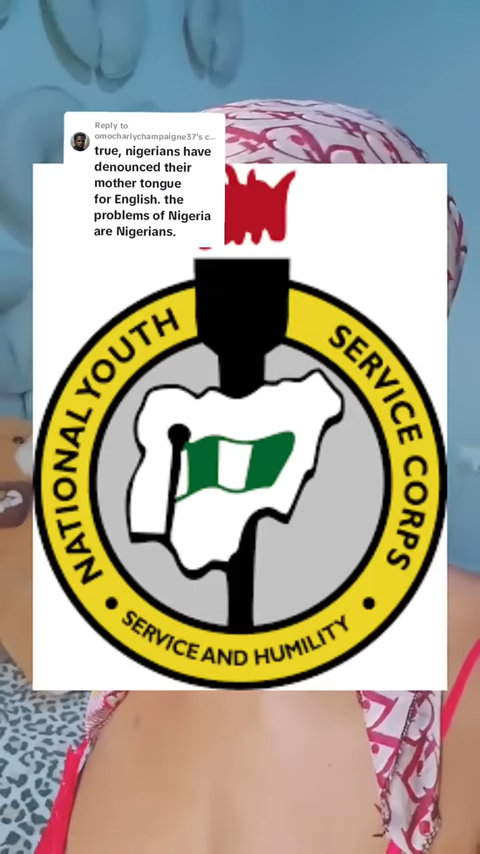 Reply to
omocharlychampaigne37's c...
true, nigerians have
denounced their
mother tongue
for English. the
problems of Nigeria
are Nigerians.
NATIONAL YOUTH SERVICE CORPS
SERVICE AND HUMILITY